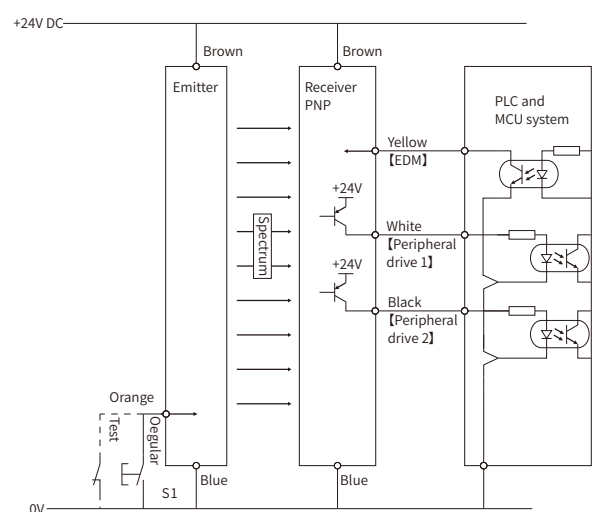 +24V DC
Brown
Brown
Emitter
Receiver
PNP
PLC and
MCU system
Yellow
【EDM】
+24V
White
【Peripheral
drive 1】
Spectrum
+24V
Black
【Peripheral
drive 2】
Orange
Test
Oegular
S1
Blue
Blue
0V